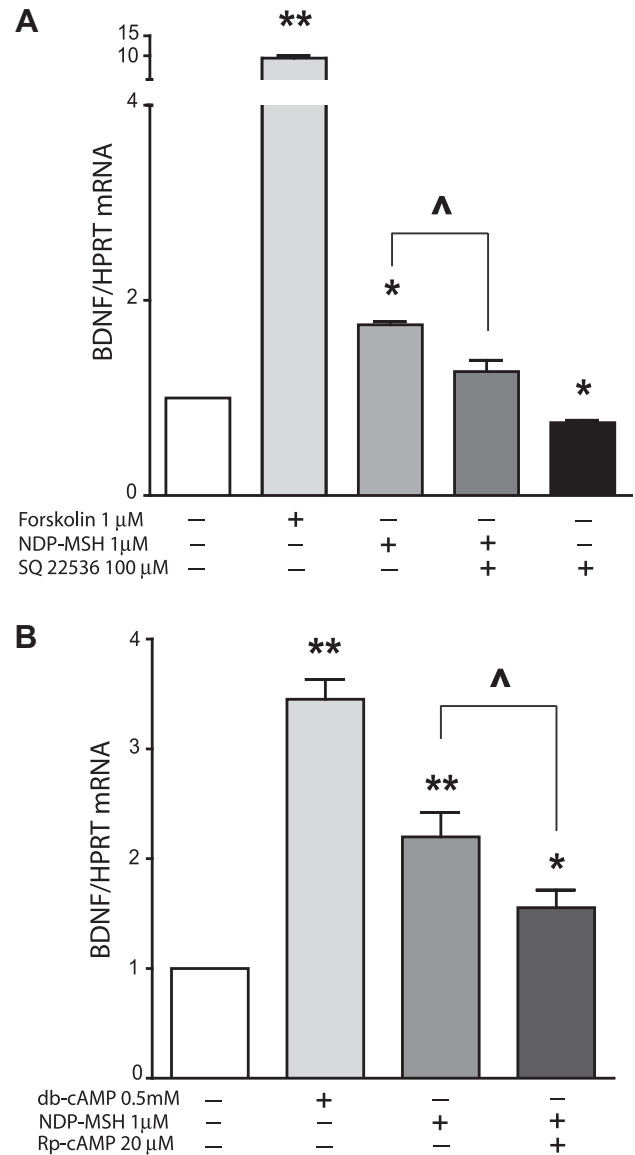 A
**
15
10
4
BDNF/HPRT mRNA
^
*
2
*
0
Forskolin 1 μM – + – – –
NDP-MSH 1μM – – + + –
SQ 22536 100 μM – – – + +
B
4
**
^
3
BDNF/HPRT mRNA
**
2
*
1
0
db-cAMP 0.5mM – + – –
NDP-MSH 1μM – – + +
Rp-cAMP 20 μM – – – +